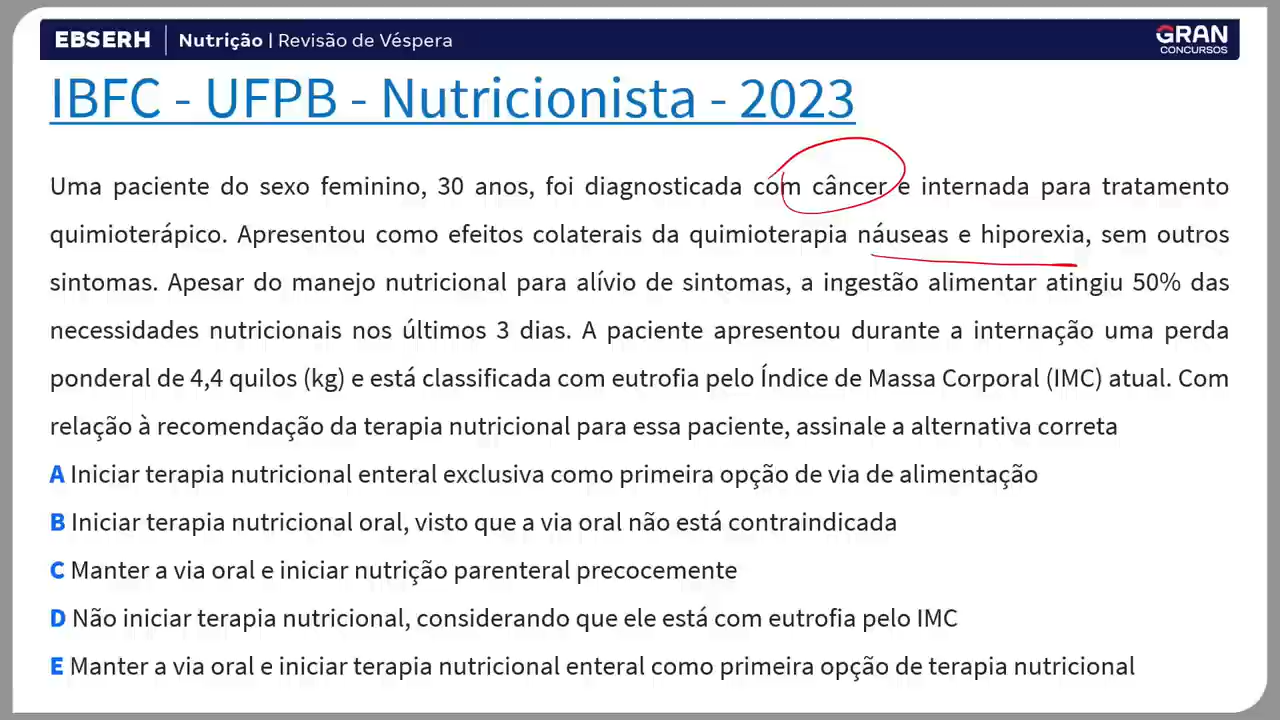 EBSERH | Nutrição | Revisão de Véspera
GRAN CONCURSOS
IBFC - UFPB - Nutricionista - 2023
Uma paciente do sexo feminino, 30 anos, foi diagnosticada com câncer e internada para tratamento
quimioterápico. Apresentou como efeitos colaterais da quimioterapia náuseas e hiporexia, sem outros
sintomas. Apesar do manejo nutricional para alívio de sintomas, a ingestão alimentar atingiu 50% das
necessidades nutricionais nos últimos 3 dias. A paciente apresentou durante a internação uma perda
ponderal de 4,4 quilos (kg) e está classificada com eutrofia pelo Índice de Massa Corporal (IMC) atual. Com
relação à recomendação da terapia nutricional para essa paciente, assinale a alternativa correta
A Iniciar terapia nutricional enteral exclusiva como primeira opção de via de alimentação
B Iniciar terapia nutricional oral, visto que a via oral não está contraindicada
C Manter a via oral e iniciar nutrição parenteral precocemente
D Não iniciar terapia nutricional, considerando que ele está com eutrofia pelo IMC
E Manter a via oral e iniciar terapia nutricional enteral como primeira opção de terapia nutricional